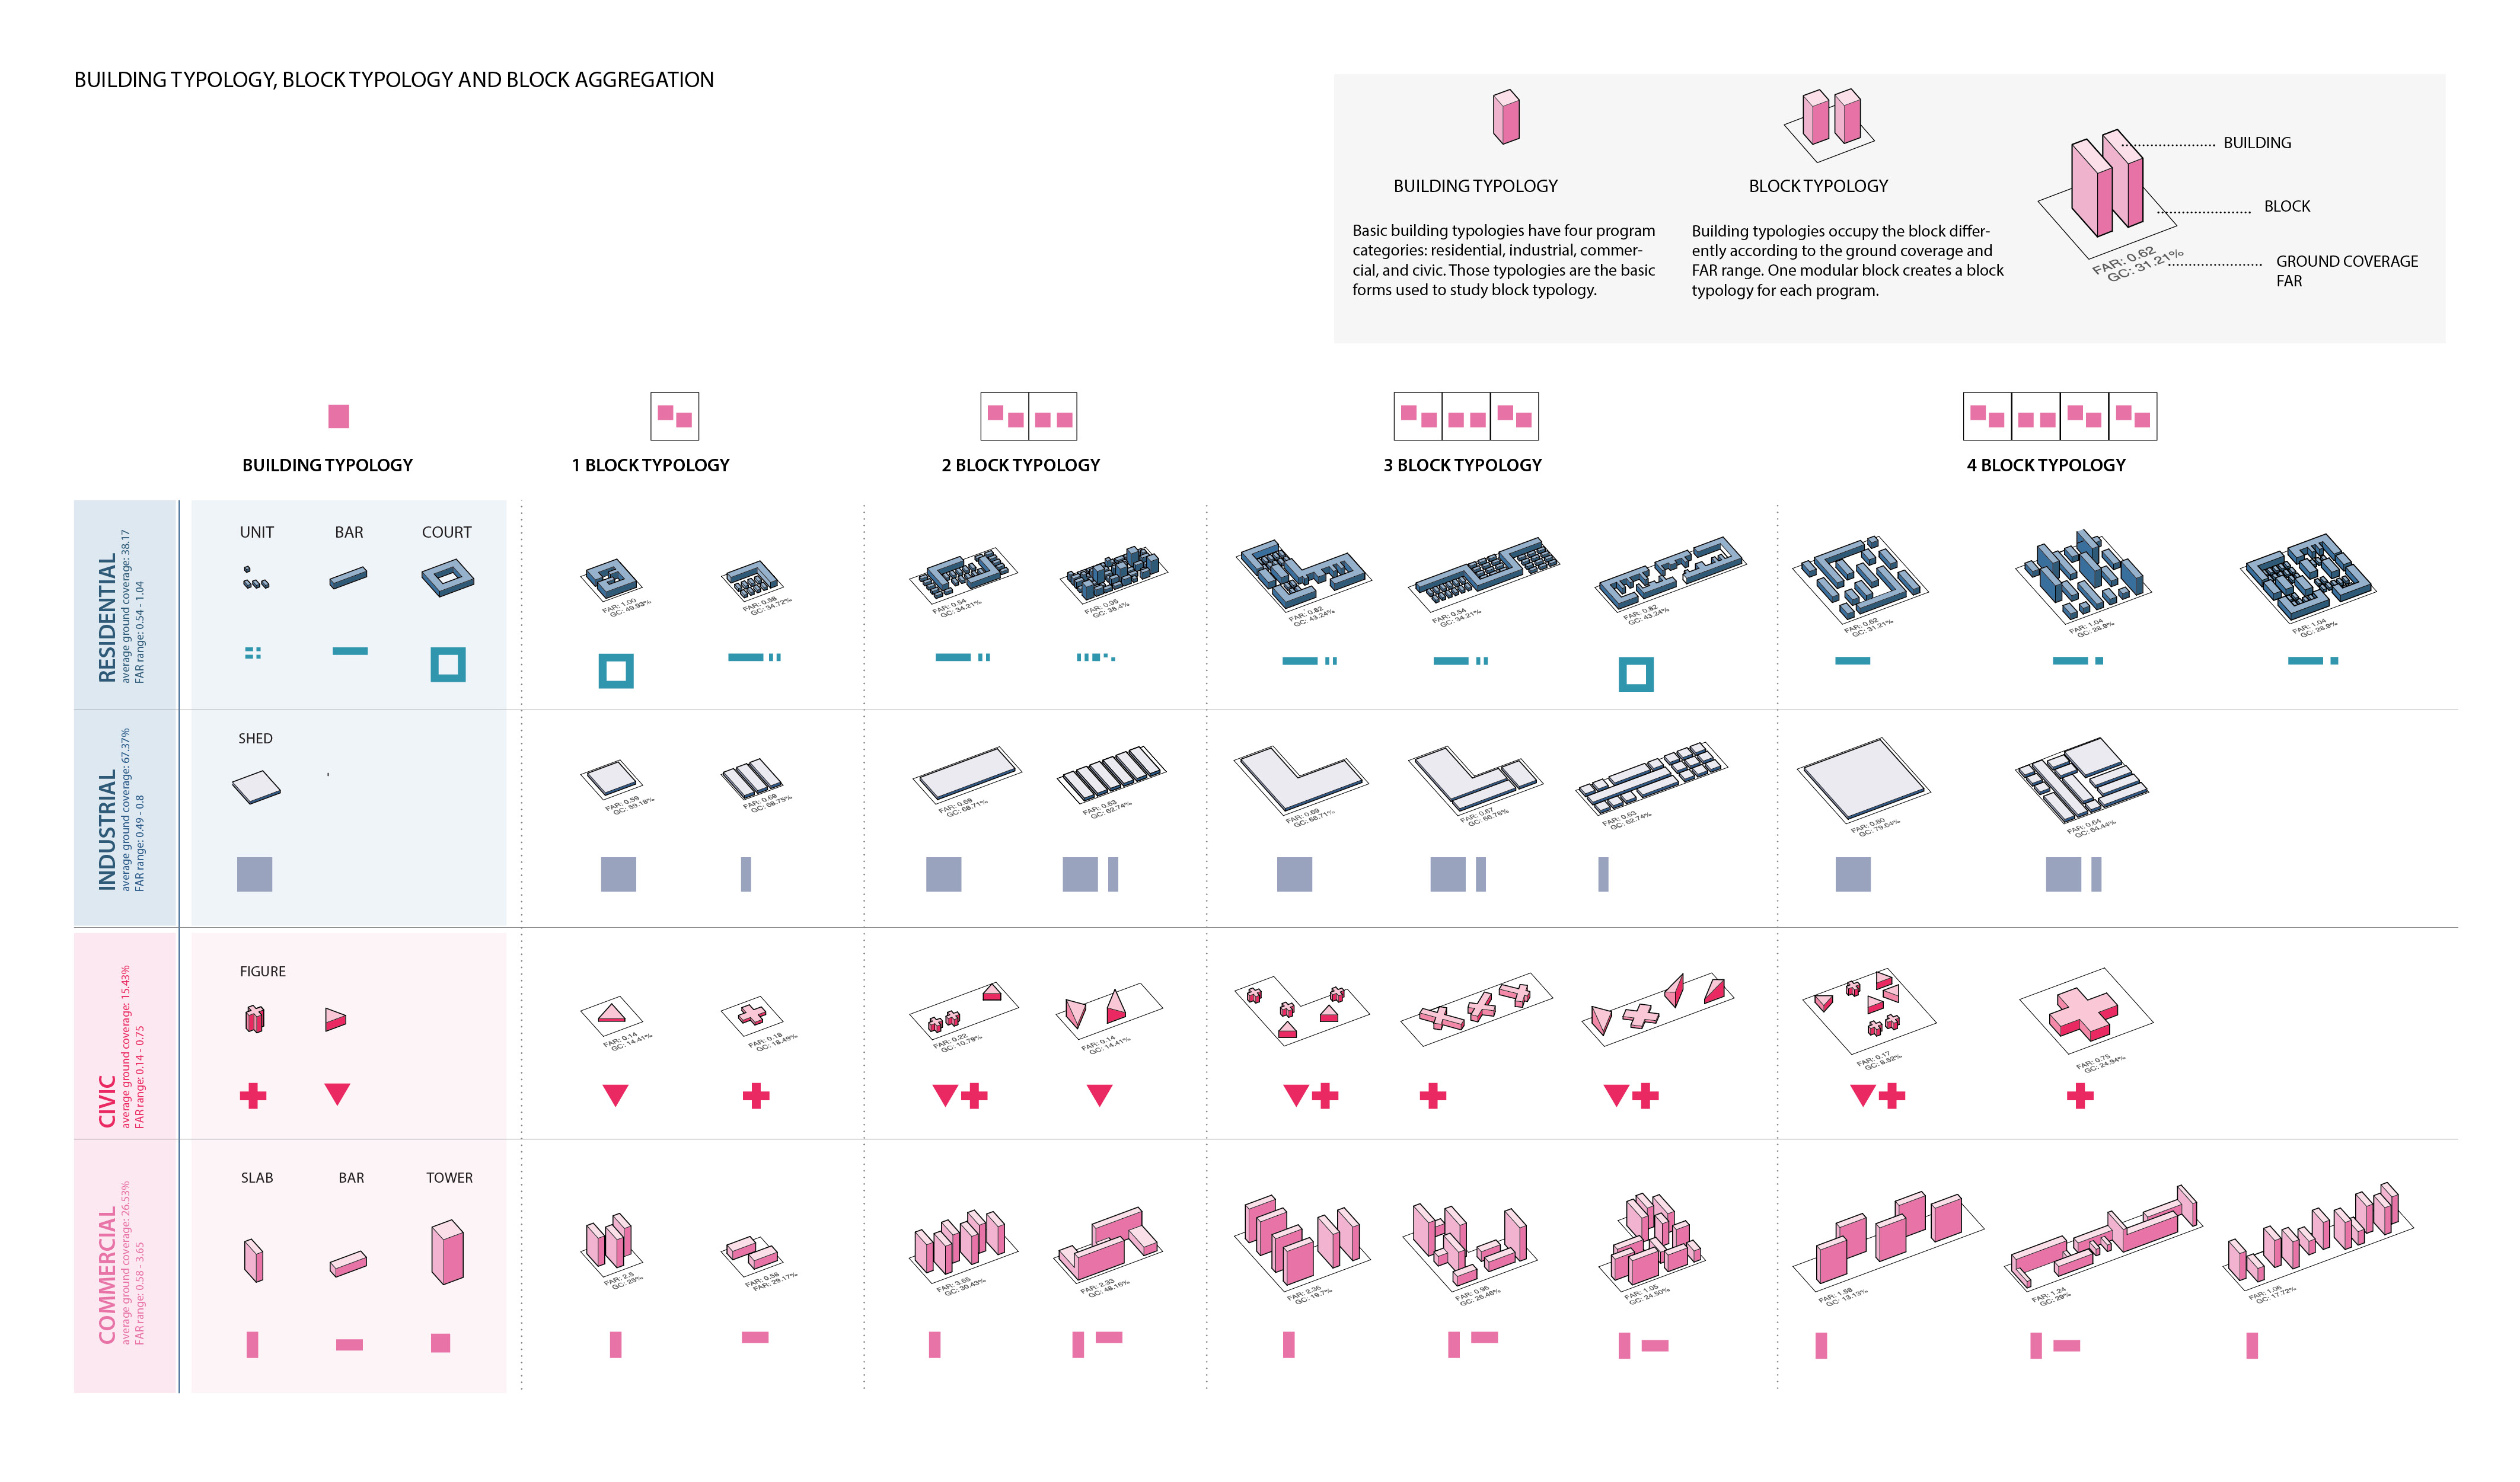 BUILDING TYPOLOGY, BLOCK TYPOLOGY AND BLOCK AGGREGATION
BUILDING TYPOLOGY
Basic building typologies have four program
categories: residential, industrial, commer-
cial, and civic. Those typologies are the basic
forms used to study block typology.
BLOCK TYPOLOGY
Building typologies occupy the block differ-
ently according to the ground coverage and
FAR range. One modular block creates a block
typology for each program.
BUILDING
BLOCK
GROUND COVERAGE
FAR
FAR: 0.62
GC: 31.21%
BUILDING TYPOLOGY
1 BLOCK TYPOLOGY
2 BLOCK TYPOLOGY
3 BLOCK TYPOLOGY
4 BLOCK TYPOLOGY
RESIDENTIAL
average ground coverage: 38.17
FAR range: 0.54 - 1.04
UNIT
BAR
COURT
FAR: 1.00
GC: 49.93%
FAR: 0.58
GC: 34.72%
FAR: 0.54
GC: 34.21%
FAR: 0.95
GC: 38.4%
FAR: 0.82
GC: 43.24%
FAR: 0.54
GC: 34.21%
FAR: 0.82
GC: 43.24%
FAR: 0.62
GC: 31.21%
FAR: 1.04
GC: 28.9%
FAR: 1.04
GC: 28.9%
INDUSTRIAL
average ground coverage: 67.37%
FAR range: 0.49 - 0.8
SHED
FAR: 0.59
GC: 59.18%
FAR: 0.69
GC: 68.75%
FAR: 0.69
GC: 68.71%
FAR: 0.63
GC: 62.74%
FAR: 0.69
GC: 68.71%
FAR: 0.67
GC: 66.78%
FAR: 0.63
GC: 62.74%
FAR: 0.80
GC: 79.64%
FAR: 0.64
GC: 64.44%
CIVIC
average ground coverage: 15.43%
FAR range: 0.14 - 0.75
FIGURE
FAR: 0.14
GC: 14.41%
FAR: 0.18
GC: 18.49%
FAR: 0.22
GC: 10.79%
FAR: 0.14
GC: 14.41%
FAR: 0.17
GC: 8.52%
FAR: 0.75
GC: 24.94%
COMMERCIAL
average ground coverage: 26.53%
FAR range: 0.58 - 3.65
SLAB
BAR
TOWER
FAR: 2.5
GC: 25%
FAR: 0.58
FAR: 29.17%
FAR: 3.65
GC: 30.43%
FAR: 2.33
GC: 48.16%
FAR: 2.36
GC: 19.7%
FAR: 0.96
GC: 26.46%
FAR: 1.05
GC: 24.50%
FAR: 1.58
GC: 13.13%
FAR: 1.24
GC: 29%
FAR: 1.06
GC: 17.72%